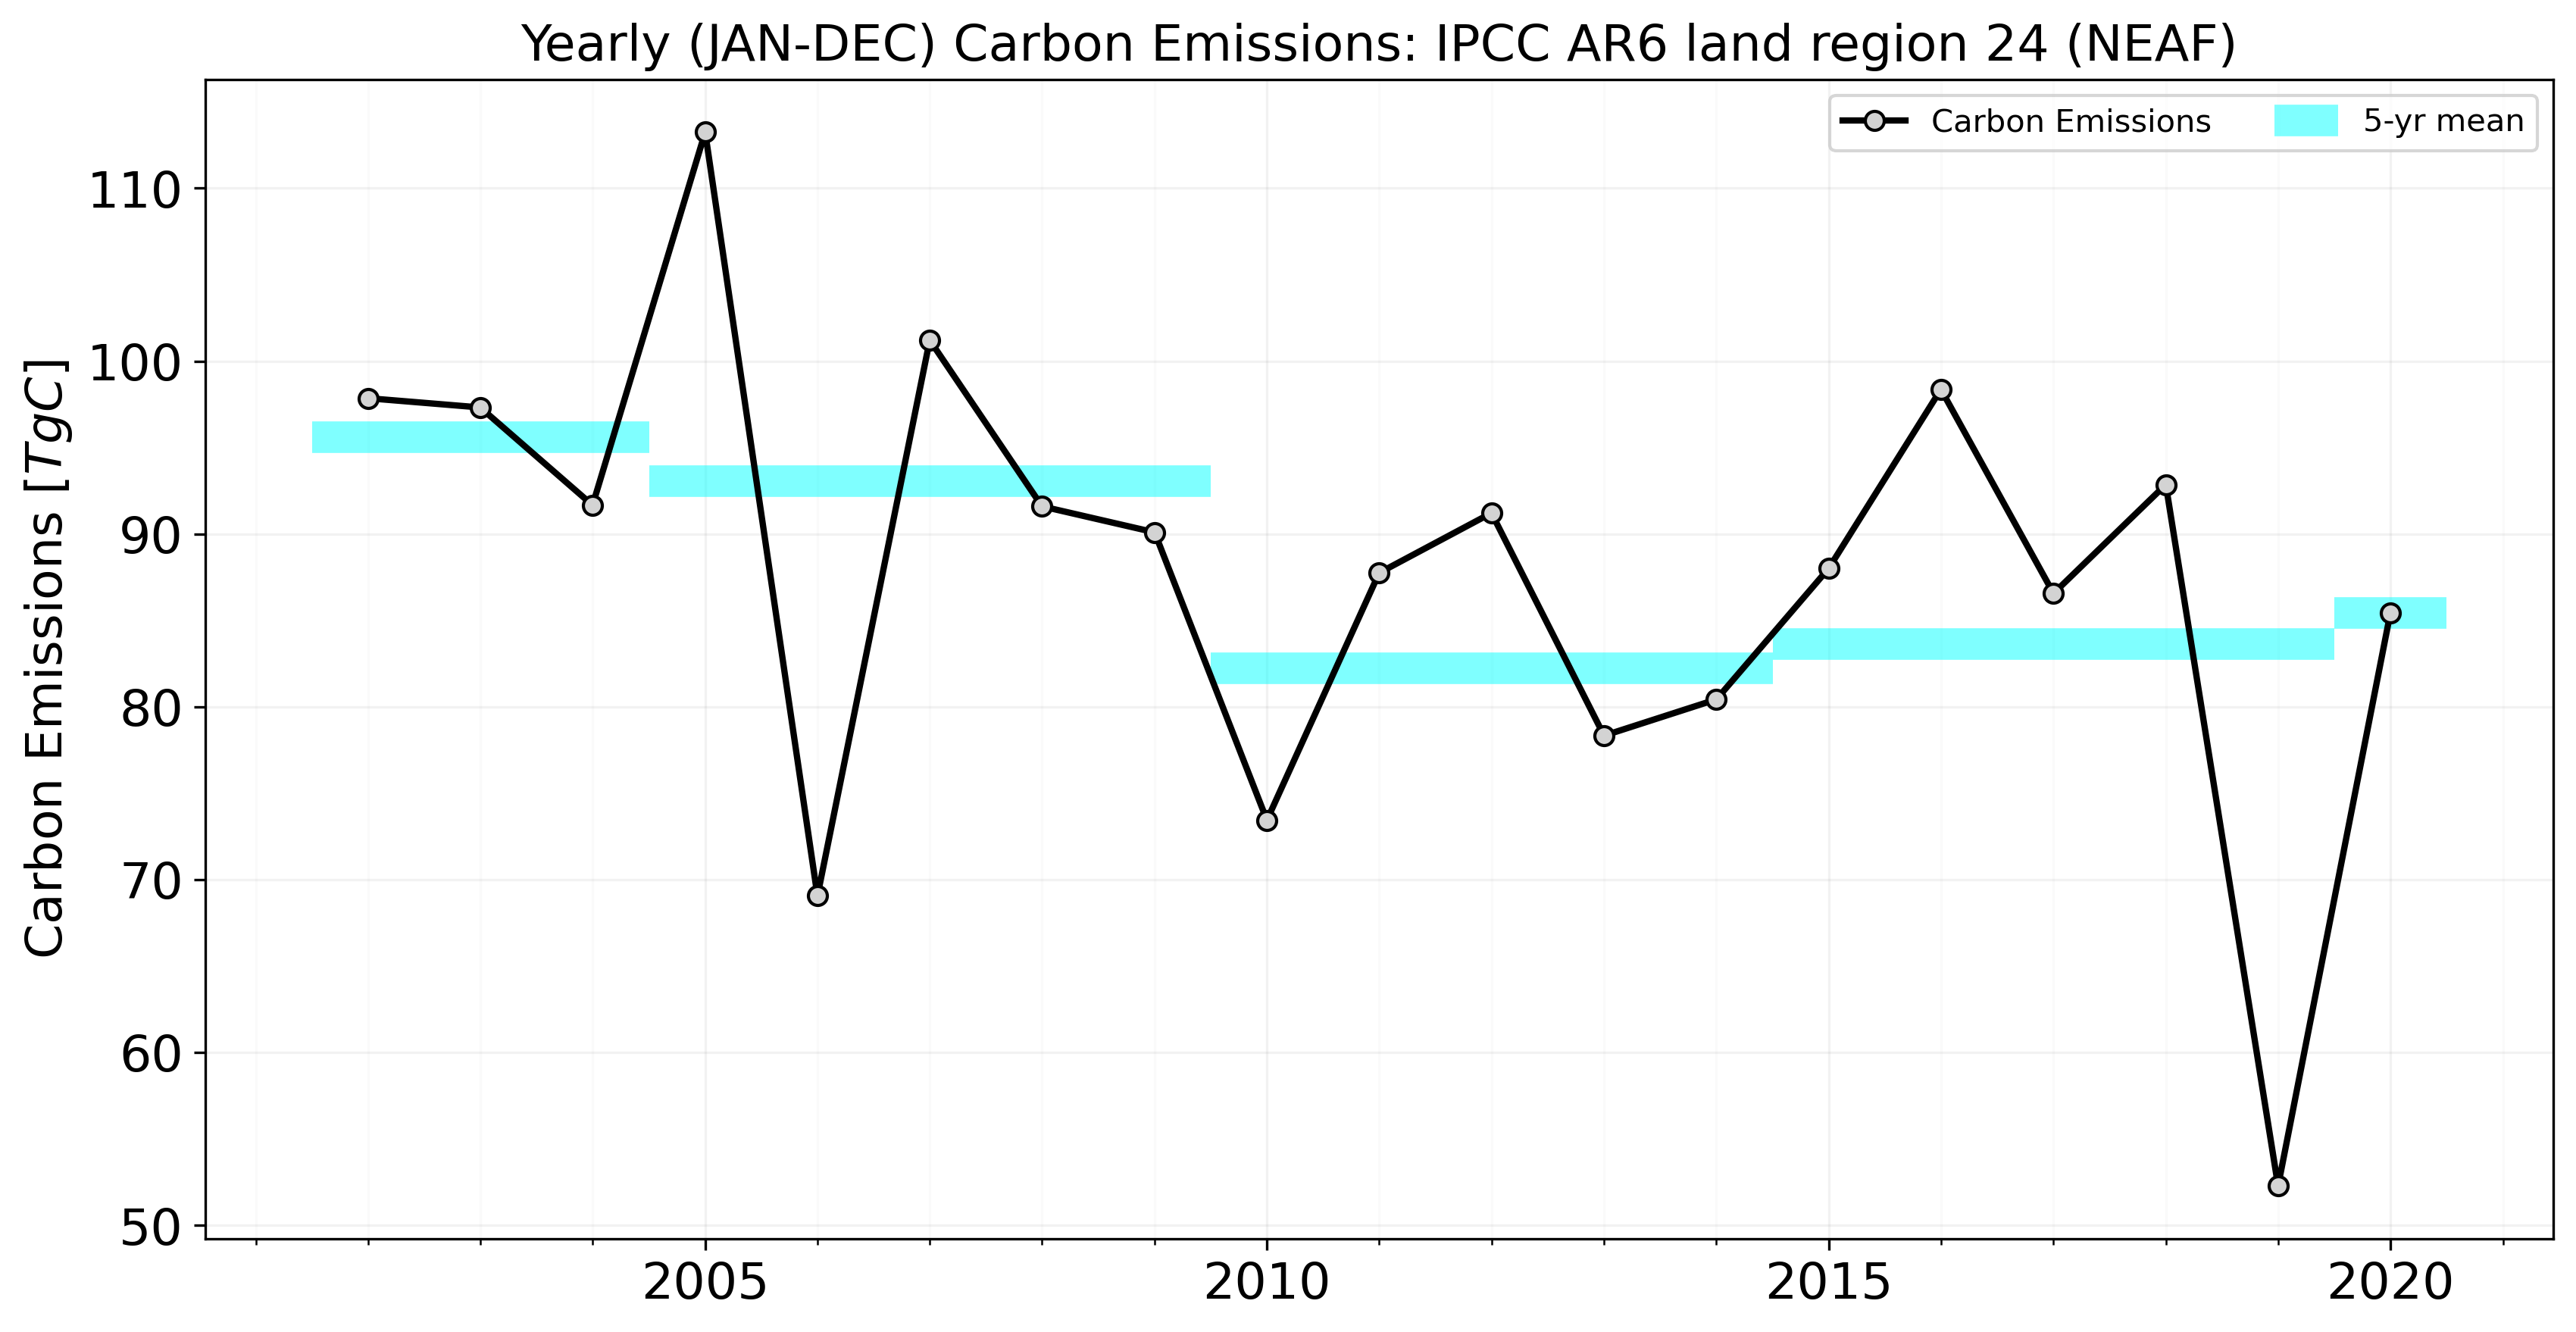 Yearly (JAN-DEC) Carbon Emissions: IPCC AR6 land region 24 (NEAF)
Carbon Emissions 5-yr mean
Carbon Emissions [TgC]
110
100
90
80
70
60
50
2005 2010 2015 2020